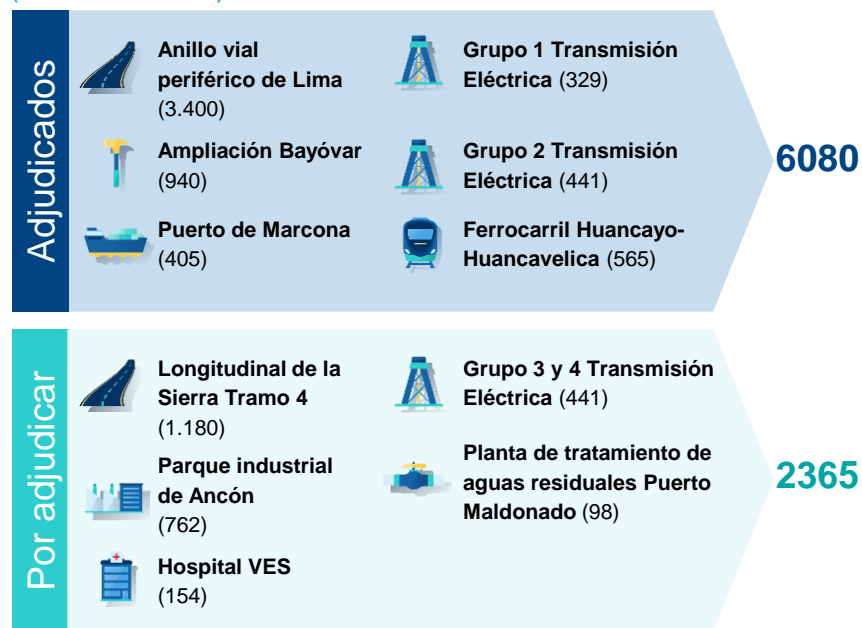 Adjudicados
Anillo vial
periférico de Lima
(3.400)
Ampliación Bayóvar
(940)
Puerto de Marcona
(405)
Grupo 1 Transmisión
Eléctrica (329)
Grupo 2 Transmisión
Eléctrica (441)
Ferrocarril Huancayo-
Huancavelica (565)
6080
Por adjudicar
Longitudinal de la
Sierra Tramo 4
(1.180)
Parque industrial
de Ancón
(762)
Hospital VES
(154)
Grupo 3 y 4 Transmisión
Eléctrica (441)
Planta de tratamiento de
aguas residuales Puerto
Maldonado (98)
2365